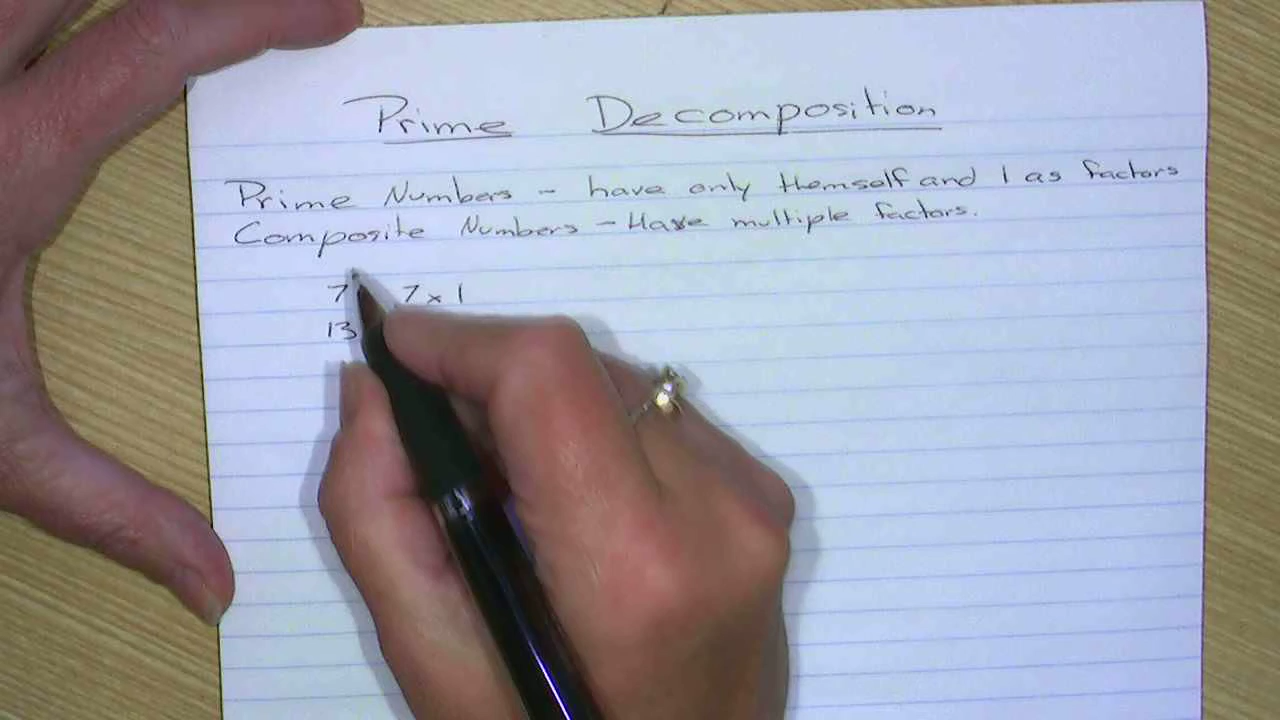 Prime Decomposition
Prime Numbers - have only themself and 1 as factors
Composite Numbers - Have multiple factors.
7 7 x 1
13